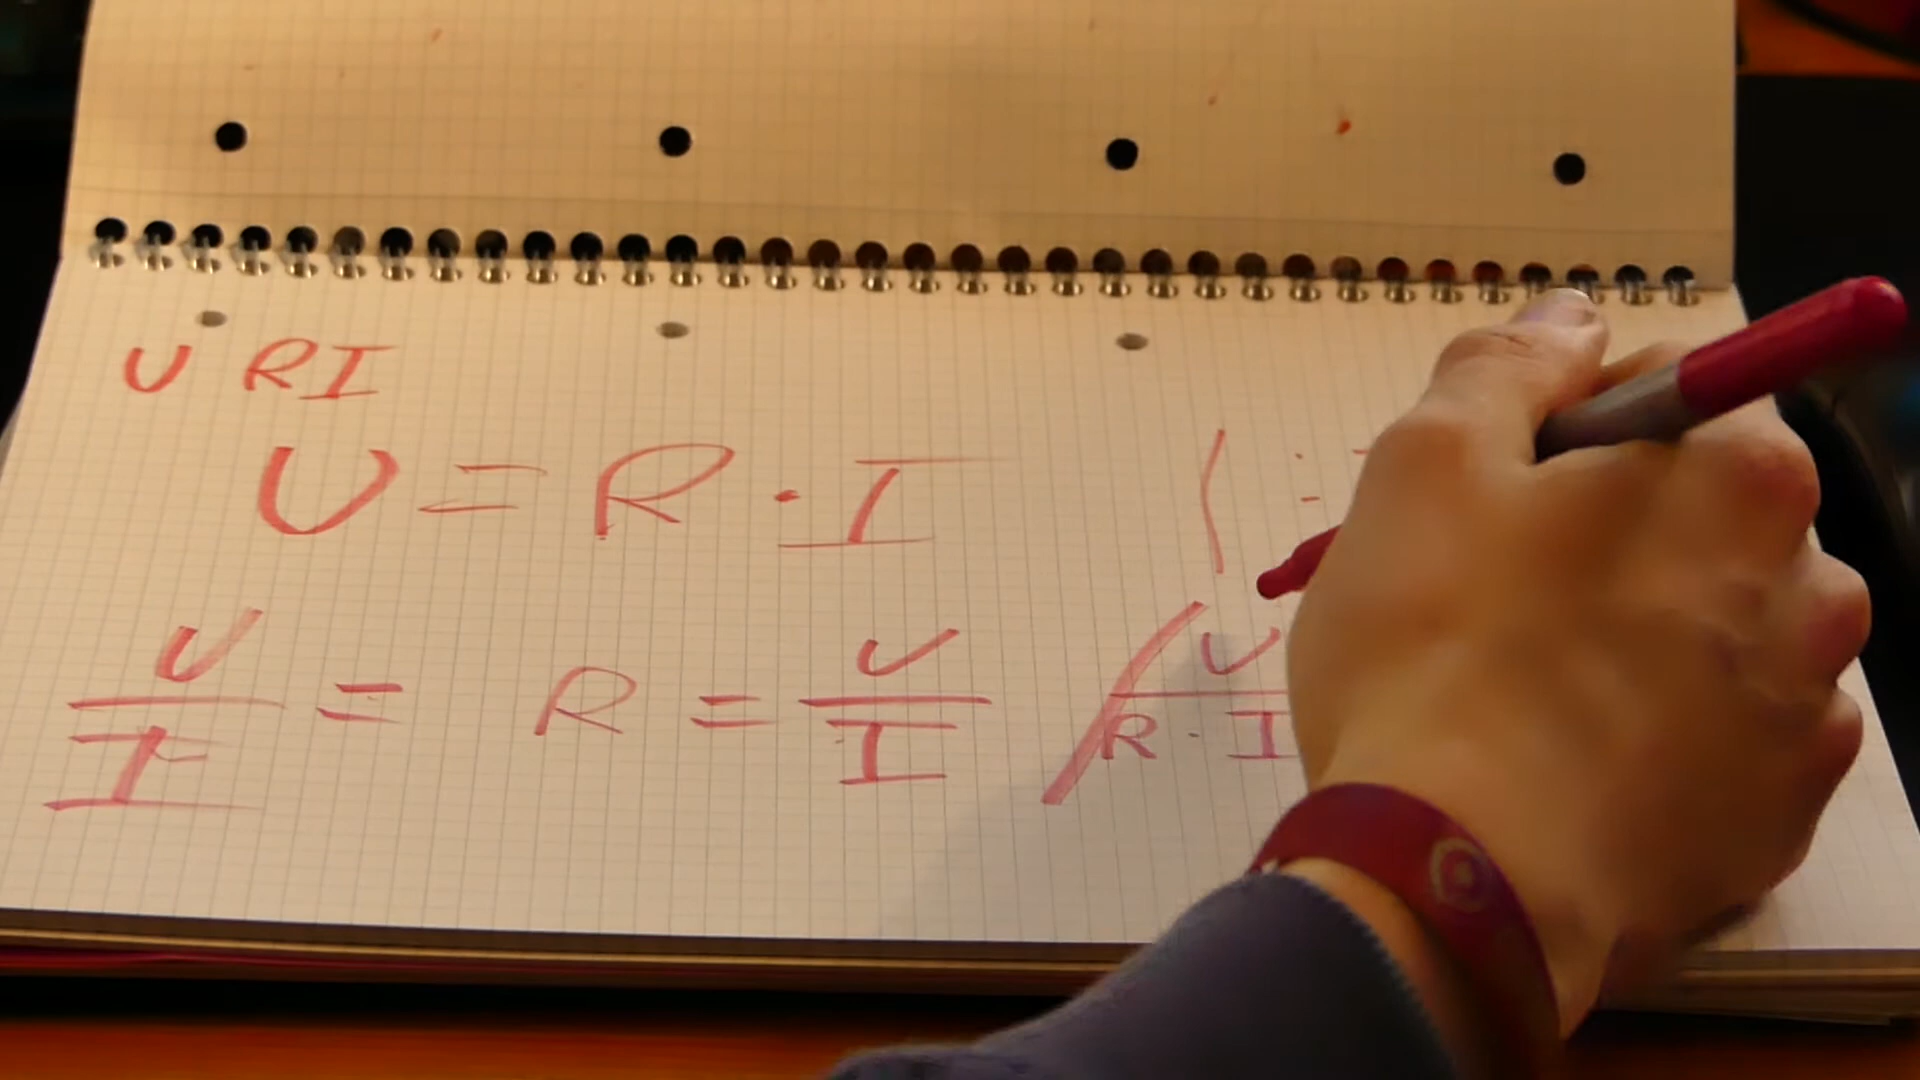 U RI
U = R · I | :
U/I = R = U/I U/R · I